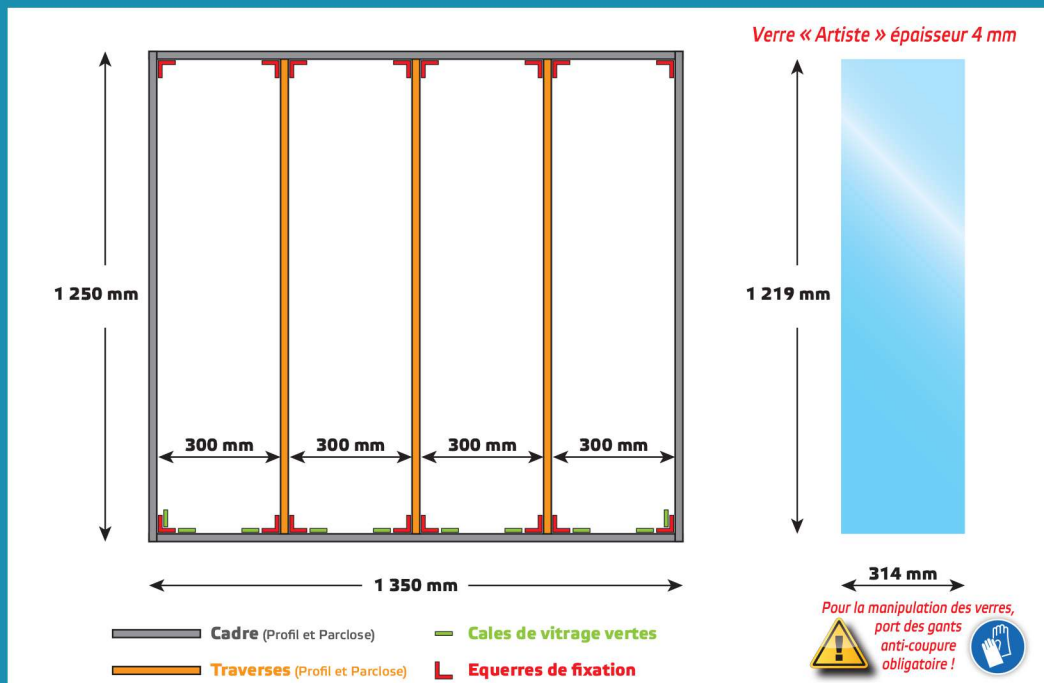 Verre « Artiste » épaisseur 4 mm
1 250 mm
1 219 mm
300 mm
300 mm
300 mm
300 mm
1 350 mm
314 mm
Cadre (Profil et Parclose)
Cales de vitrage vertes
Traverses (Profil et Parclose)
Equerres de fixation
Pour la manipulation des verres,
port des gants
anti-coupure
obligatoire !